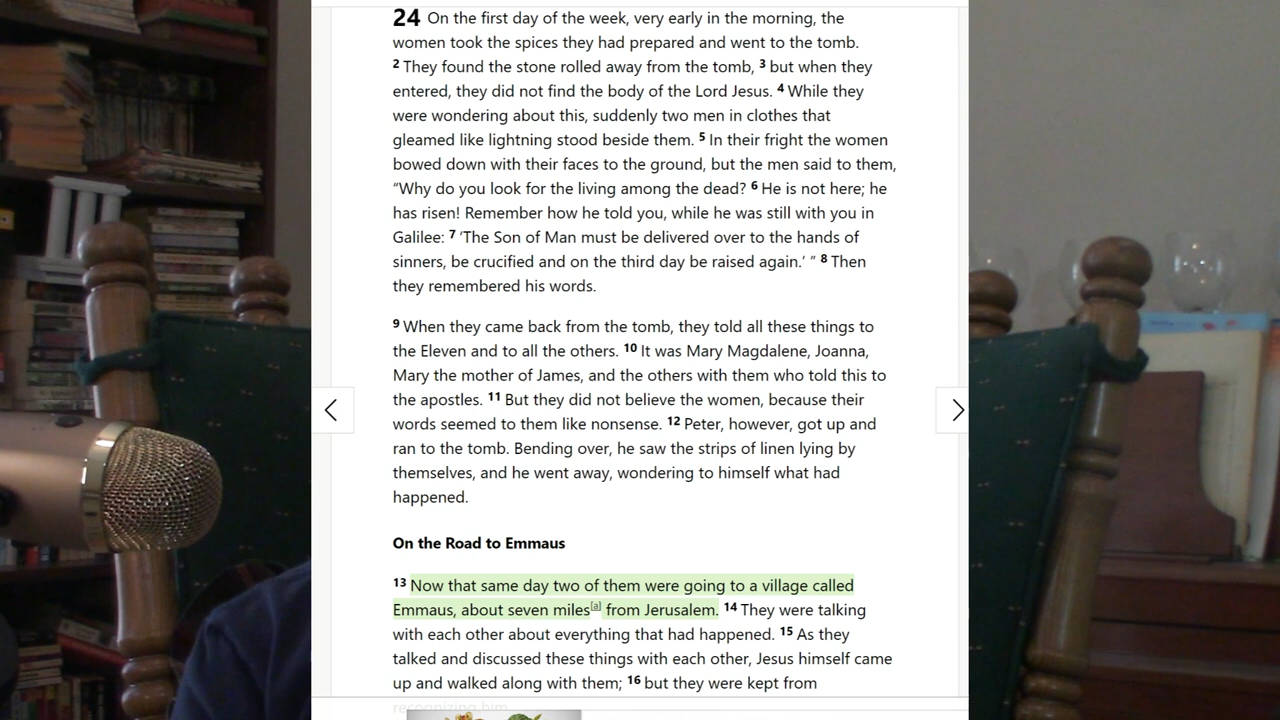 24 On the first day of the week, very early in the morning, the
women took the spices they had prepared and went to the tomb.
2 They found the stone rolled away from the tomb, 3 but when they
entered, they did not find the body of the Lord Jesus. 4 While they
were wondering about this, suddenly two men in clothes that
gleamed like lightning stood beside them. 5 In their fright the women
bowed down with their faces to the ground, but the men said to them,
“Why do you look for the living among the dead? 6 He is not here; he
has risen! Remember how he told you, while he was still with you in
Galilee: 7 ‘The Son of Man must be delivered over to the hands of
sinners, be crucified and on the third day be raised again.’ ” 8 Then
they remembered his words.
9 When they came back from the tomb, they told all these things to
the Eleven and to all the others. 10 It was Mary Magdalene, Joanna,
Mary the mother of James, and the others with them who told this to
the apostles. 11 But they did not believe the women, because their
words seemed to them like nonsense. 12 Peter, however, got up and
ran to the tomb. Bending over, he saw the strips of linen lying by
themselves, and he went away, wondering to himself what had
happened.
On the Road to Emmaus
13 Now that same day two of them were going to a village called
Emmaus, about seven miles[a] from Jerusalem. 14 They were talking
with each other about everything that had happened. 15 As they
talked and discussed these things with each other, Jesus himself came
up and walked along with them; 16 but they were kept from
recognizing him.